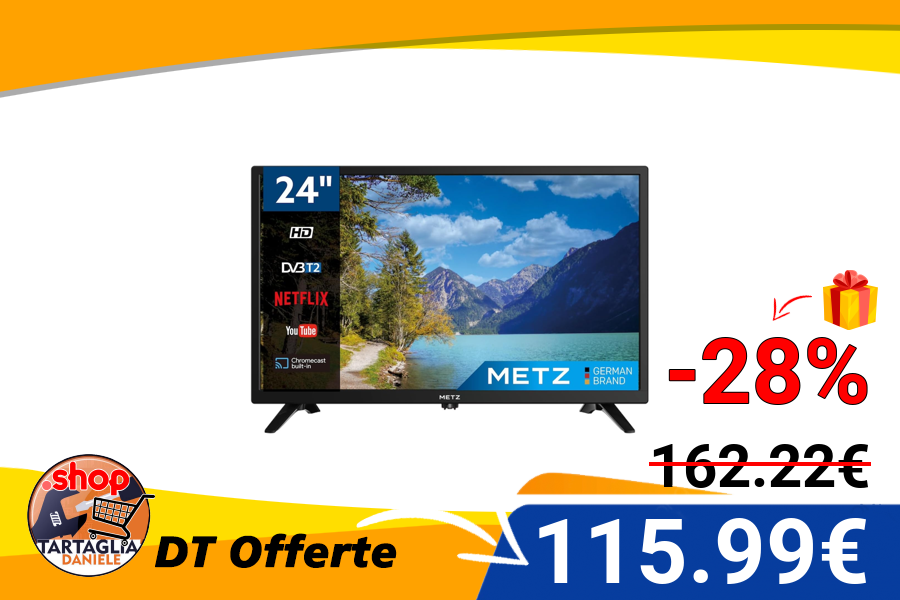 24"
HD
DVB T2
NETFLIX
YouTube
Chromecast
built-in
METZ
GERMAN
BRAND
METZ
-28%
162.22€
115.99€
.shop
TARTAGLIA
DANIELE
DT Offerte